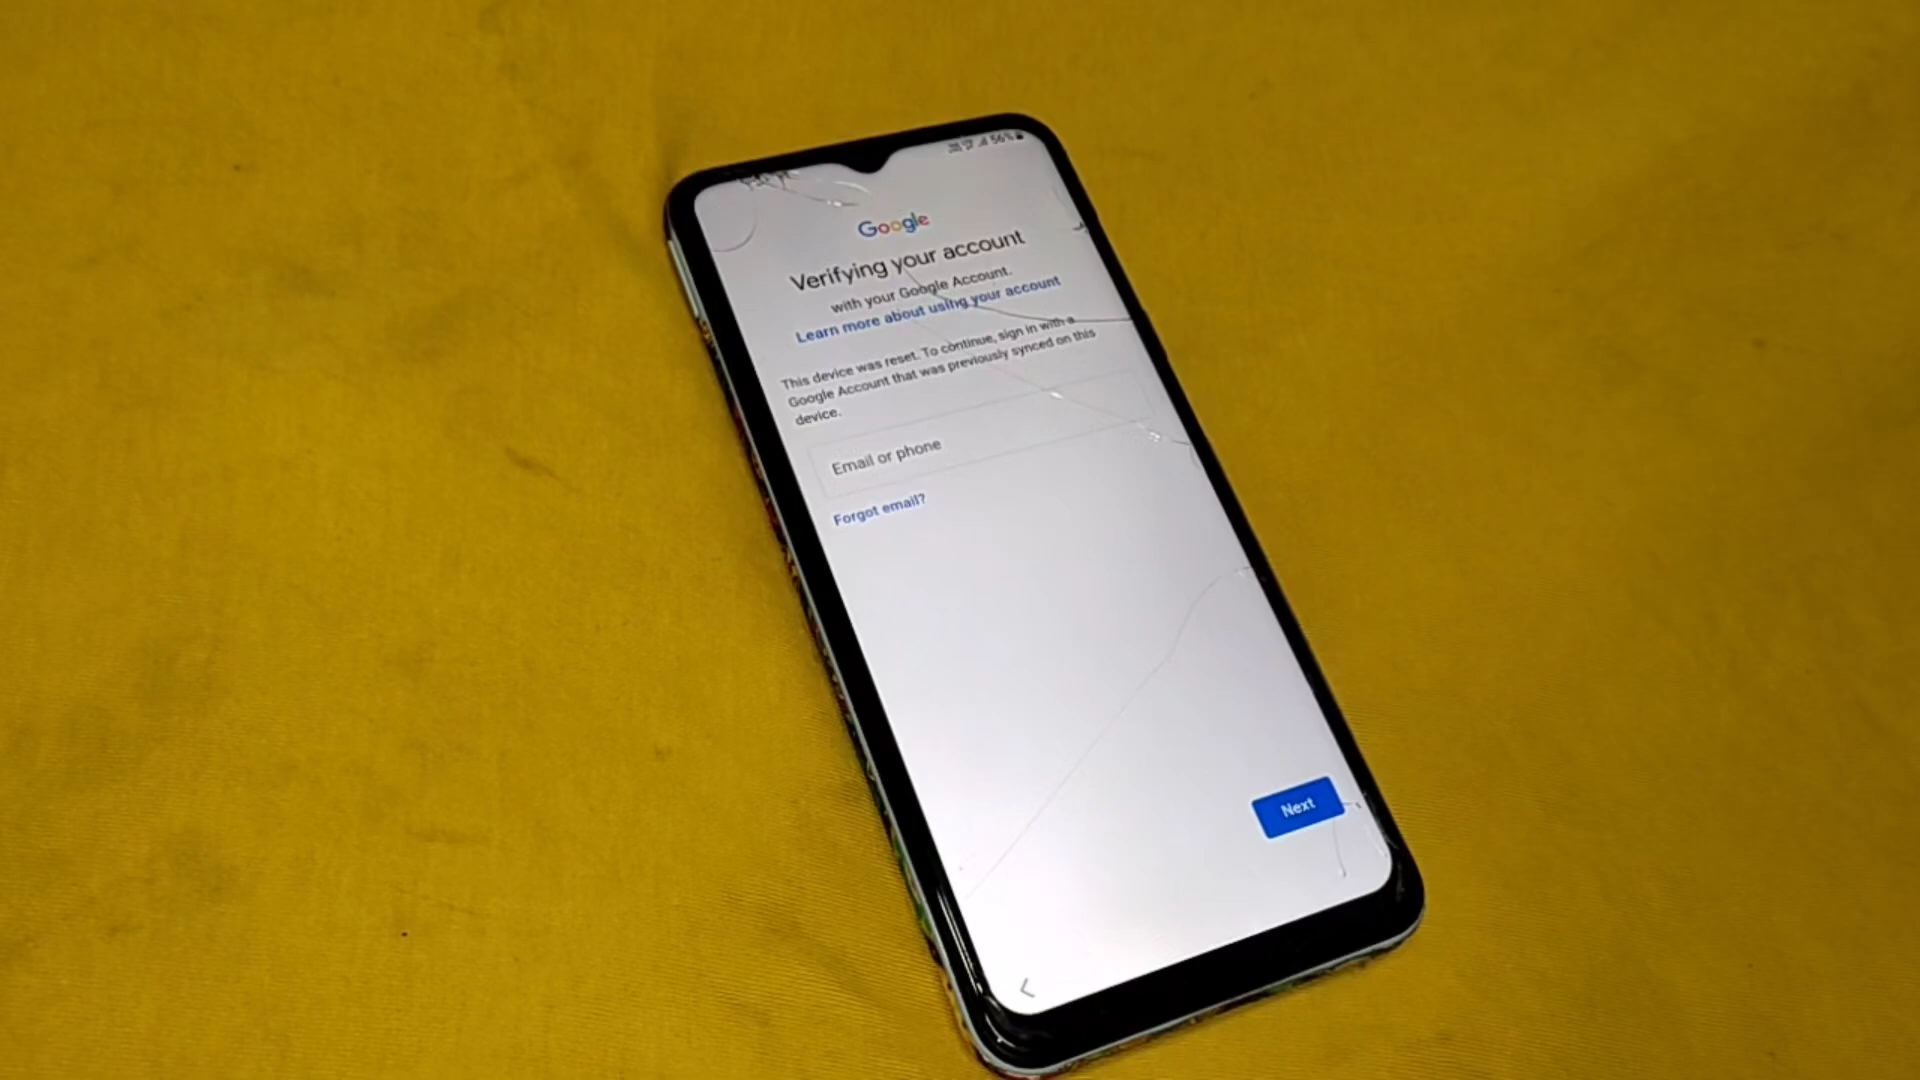 56%
Google
Verifying your account
with your Google Account.
Learn more about using your account
This device was reset. To continue, sign in with a
Google Account that was previously synced on this
device.
Email or phone
Forgot email?
Next